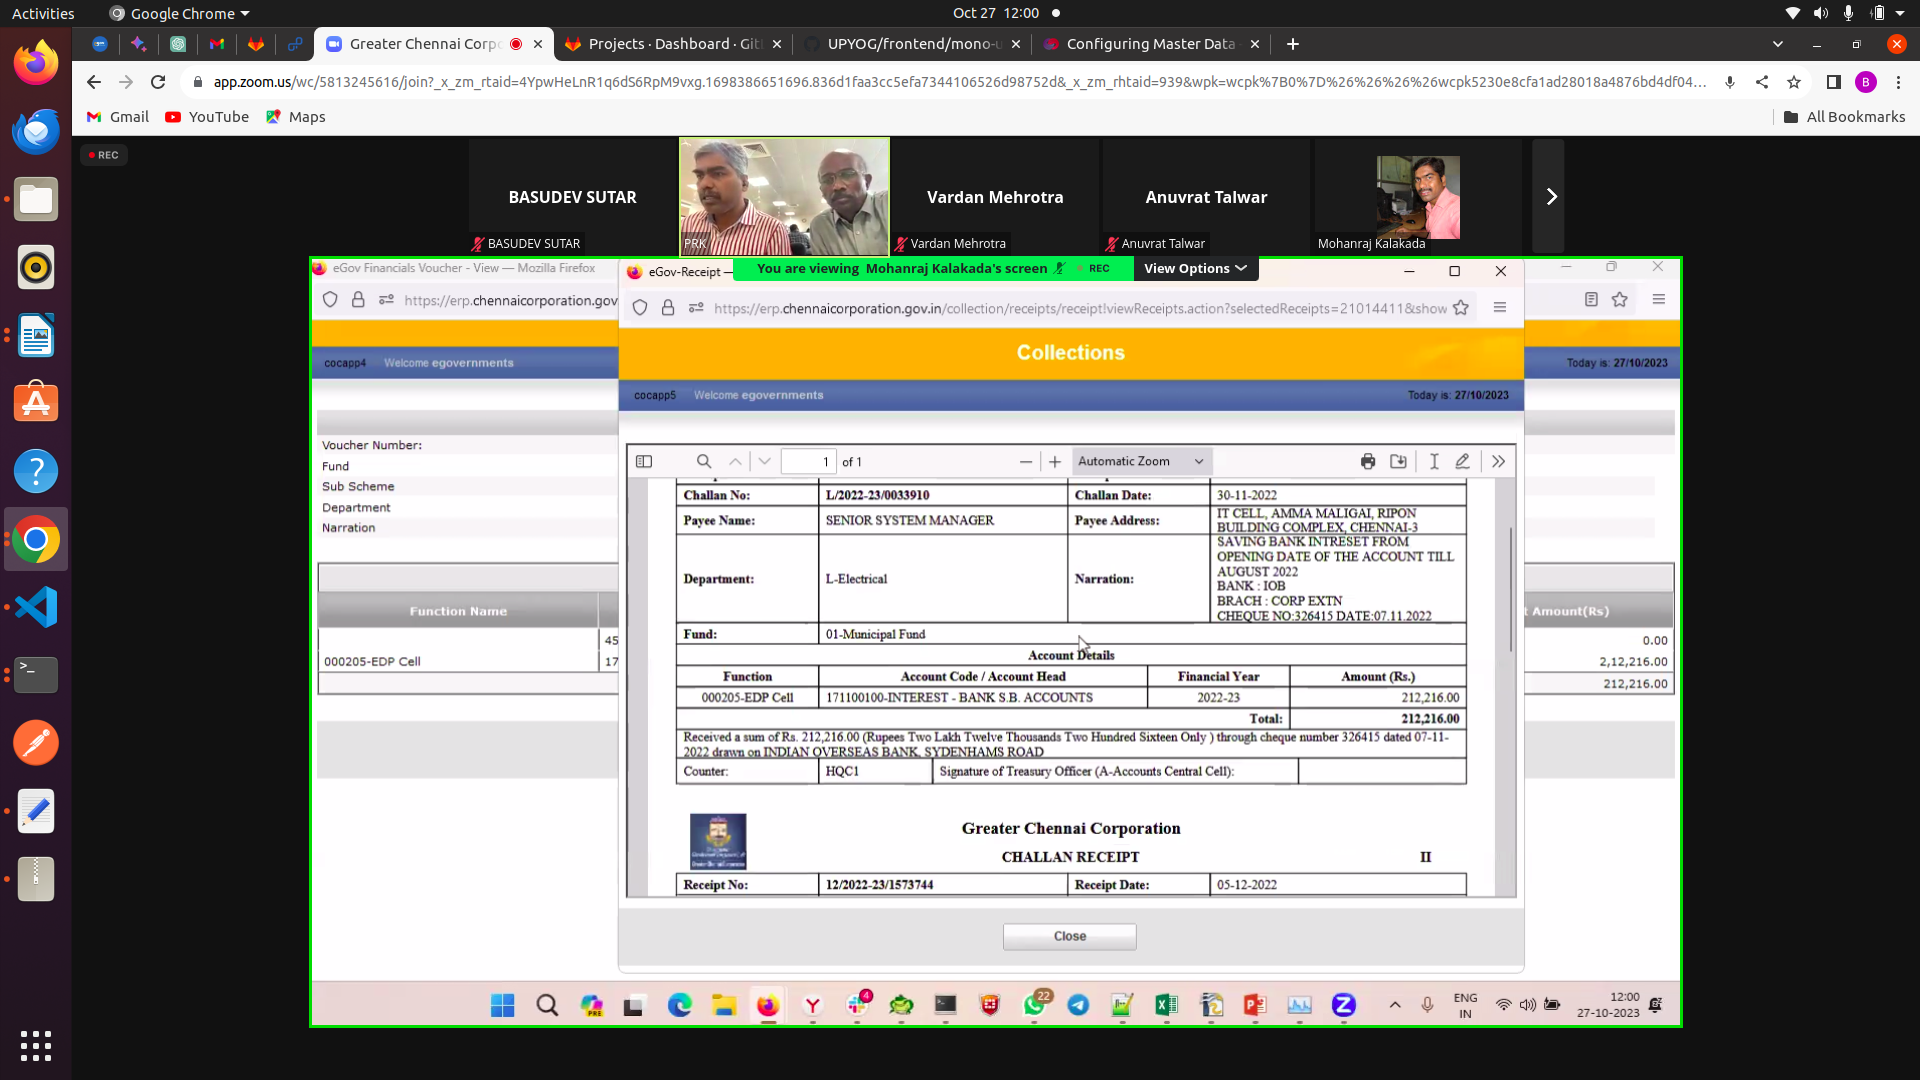 Activities
Google Chrome
Oct 27 12:00
Greater Chennai Corpo
Projects · Dashboard · Git
UPYOG/frontend/mono-u
Configuring Master Data
app.zoom.us/wc/5813245616/join?_x_zm_rtaid=4YpwHeLnR1q6dS6RpM9vxg.1698386651696.836d1faa3cc5efa7344106526d98752d&_x_zm_rhtaid=939&wpk=wcpk%7B0%7D%26%26%26%26wcpk5230e8cfa1ad28018a4876bd4df04...
B
Gmail
YouTube
Maps
All Bookmarks
REC
BASUDEV SUTAR
Vardan Mehrotra
Anuvrat Talwar
BASUDEV SUTAR
PRK
Vardan Mehrotra
Anuvrat Talwar
Mohanraj Kalakada
You are viewing Mohanraj Kalakada's screen
REC
View Options
eGov Financials Voucher - View — Mozilla Firefox
eGov-Receipt —
https://erp.chennaicorporation.gov
https://erp.chennaicorporation.gov.in/collection/receipts/receipt!viewReceipts.action?selectedReceipts=21014411&show
Collections
cocapp4 Welcome egovernments
Today is: 27/10/2023
cocapp5 Welcome egovernments
Today is: 27/10/2023
Voucher Number:
Fund
Sub Scheme
Department
Narration
Function Name
t Amount(Rs)
45
0.00
000205-EDP Cell
17
2,12,216.00
212,216.00
1 of 1
Automatic Zoom
Challan No: L/2022-23/0033910 Challan Date: 30-11-2022
Payee Name: SENIOR SYSTEM MANAGER Payee Address: IT CELL, AMMA MALIGAI, RIPON
BUILDING COMPLEX, CHENNAI-3
Department: L-Electrical Narration: SAVING BANK INTRESET FROM
OPENING DATE OF THE ACCOUNT TILL
AUGUST 2022
BANK : IOB
BRACH : CORP EXTN
CHEQUE NO:326415 DATE:07.11.2022
Fund: 01-Municipal Fund
Account Details
Function Account Code / Account Head Financial Year Amount (Rs.)
000205-EDP Cell 171100100-INTEREST - BANK S.B. ACCOUNTS 2022-23 212,216.00
Total: 212,216.00
Received a sum of Rs. 212,216.00 (Rupees Two Lakh Twelve Thousands Two Hundred Sixteen Only ) through cheque number 326415 dated 07-11-
2022 drawn on INDIAN OVERSEAS BANK, SYDENHAMS ROAD
Counter: HQC1 Signature of Treasury Officer (A-Accounts Central Cell):
Greater Chennai Corporation
CHALLAN RECEIPT II
Receipt No: 12/2022-23/1573744 Receipt Date: 05-12-2022
Close
PRE
4
22
ENG
IN
12:00
27-10-2023